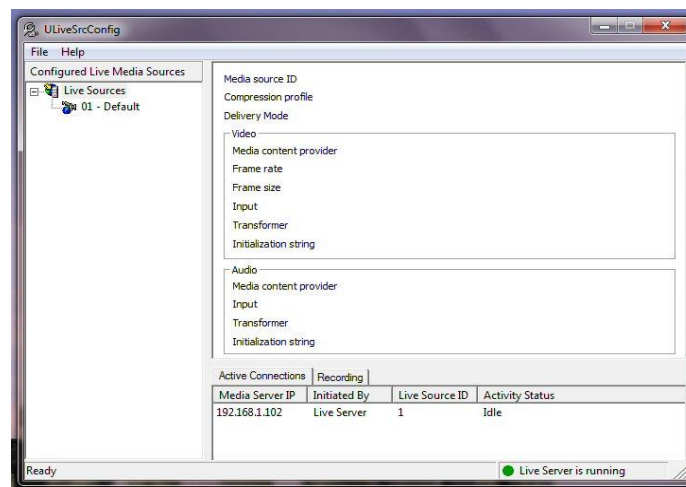 ULiveSrcConfig
File Help
Configured Live Media Sources
Live Sources
01 - Default
Media source ID
Compression profile
Delivery Mode
Video
Media content provider
Frame rate
Frame size
Input
Transformer
Initialization string
Audio
Media content provider
Input
Transformer
Initialization string
Active Connections Recording
Media Server IP Initiated By Live Source ID Activity Status
192.168.1.102 Live Server 1 Idle
Ready Live Server is running